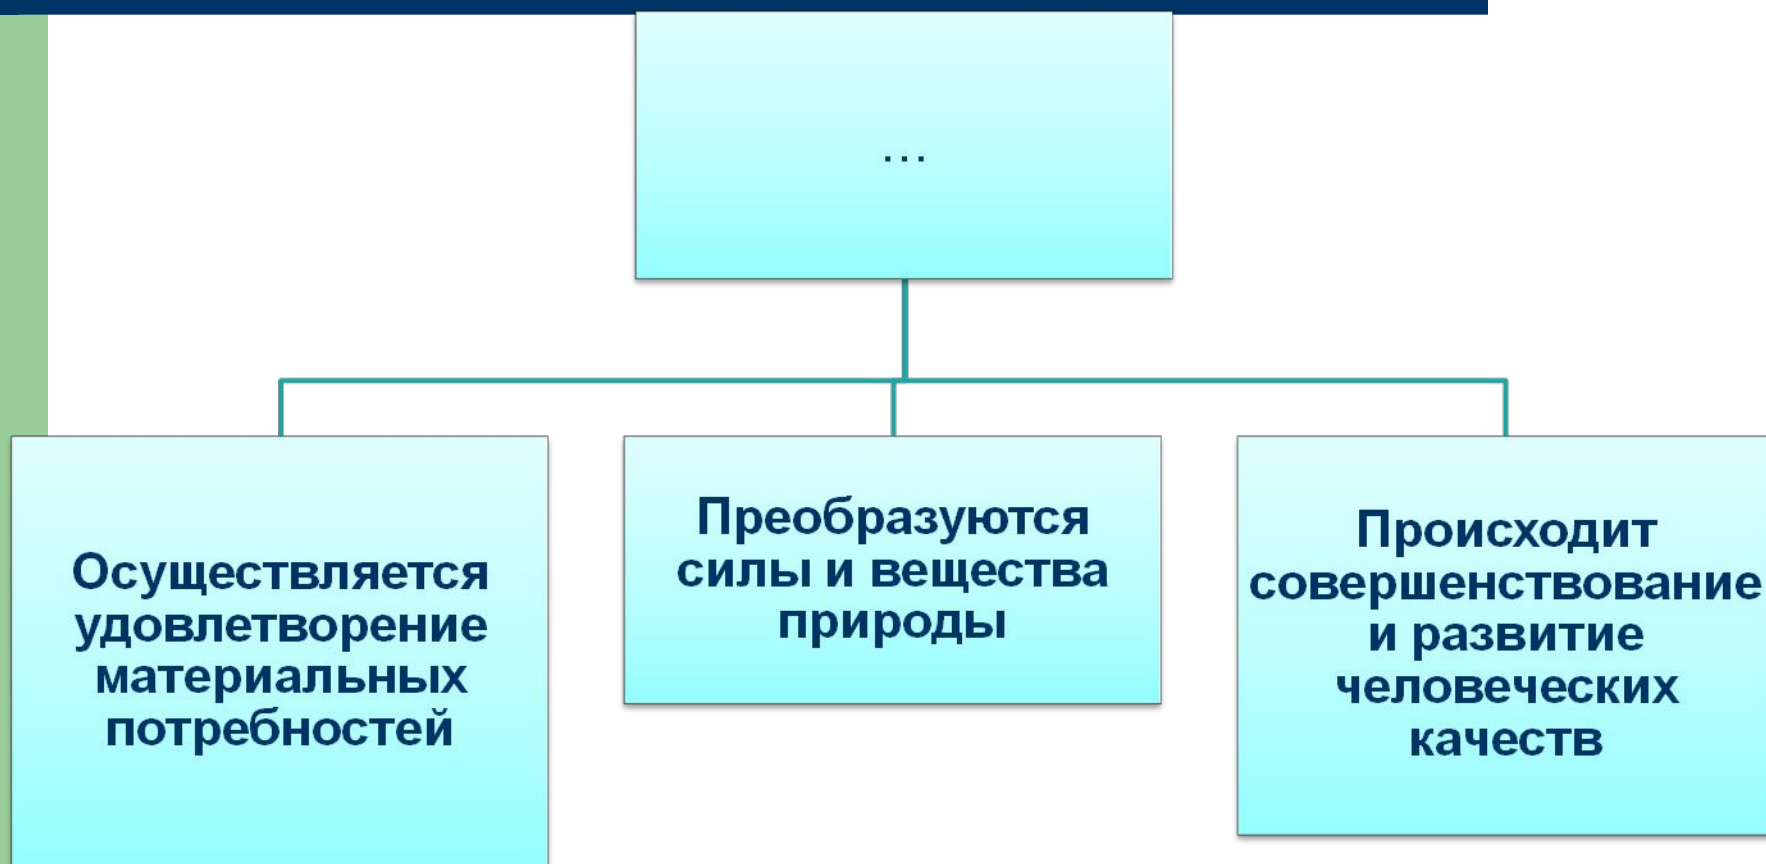 ...
Осуществляется
удовлетворение
материальных
потребностей
Преобразуются
силы и вещества
природы
Происходит
совершенствование
и развитие
человеческих
качеств